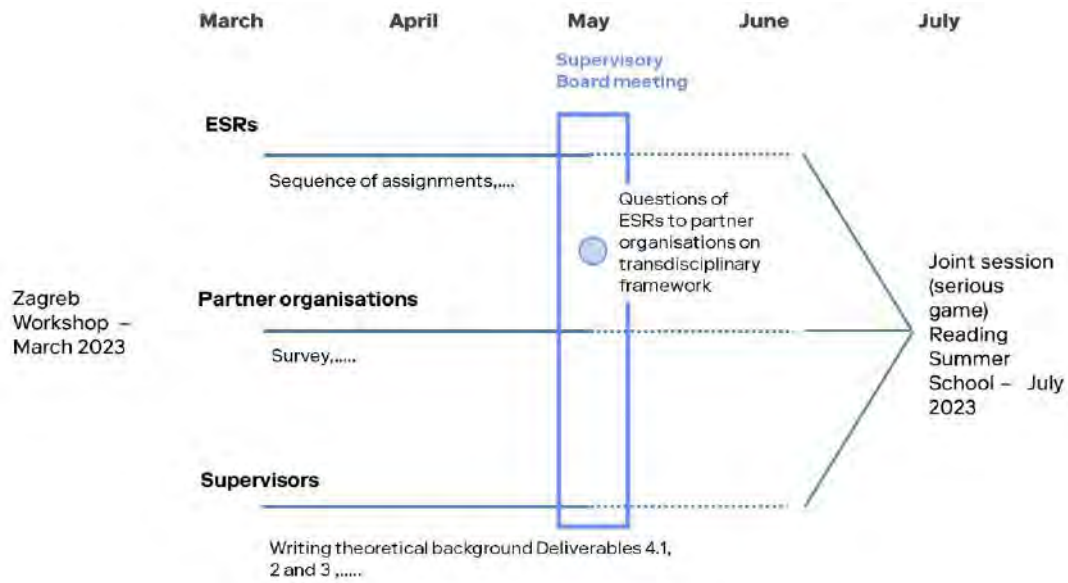 March April May June July
Supervisory
Board meeting
ESRs
Sequence of assignments,....
Questions of
ESRs to partner
organisations on
transdisciplinary
framework
Zagreb
Workshop –
March 2023
Partner organisations
Survey,.....
Joint session
(serious
game)
Reading
Summer
School – July
2023
Supervisors
Writing theoretical background Deliverables 4.1,
2 and 3 ,.....